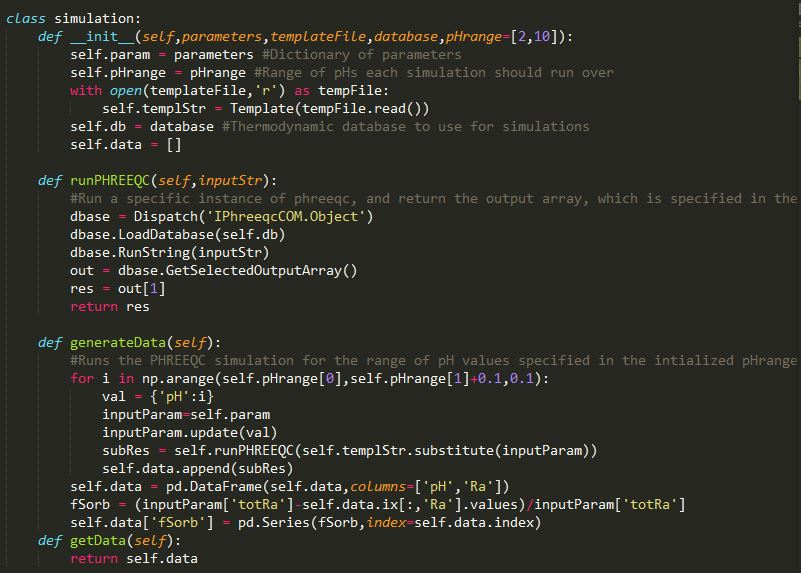 class simulation:
    def __init__(self,parameters,templateFile,database,pHrange=[2,10]):
        self.param = parameters #Dictionary of parameters
        self.pHrange = pHrange #Range of pHs each simulation should run over
        with open(templateFile,'r') as tempFile:
            self.templStr = Template(tempFile.read())
        self.db = database #Thermodynamic database to use for simulations
        self.data = []
    def runPHREEQC(self,inputStr):
        #Run a specific instance of phreeqc, and return the output array, which is specified in the
        dbase = Dispatch('IPhreeqcCOM.Object')
        dbase.LoadDatabase(self.db)
        dbase.RunString(inputStr)
        out = dbase.GetSelectedOutputArray()
        res = out[1]
        return res
    def generateData(self):
        #Runs the PHREEQC simulation for the range of pH values specified in the intialized pHrange
        for i in np.arange(self.pHrange[0],self.pHrange[1]+0.1,0.1):
            val = {'pH':i}
            inputParam=self.param
            inputParam.update(val)
            subRes = self.runPHREEQC(self.templStr.substitute(inputParam))
            self.data.append(subRes)
        self.data = pd.DataFrame(self.data,columns=['pH','Ra'])
        fSorb = (inputParam['totRa']-self.data.ix[:,'Ra'].values)/inputParam['totRa']
        self.data['fSorb'] = pd.Series(fSorb,index=self.data.index)
    def getData(self):
        return self.data